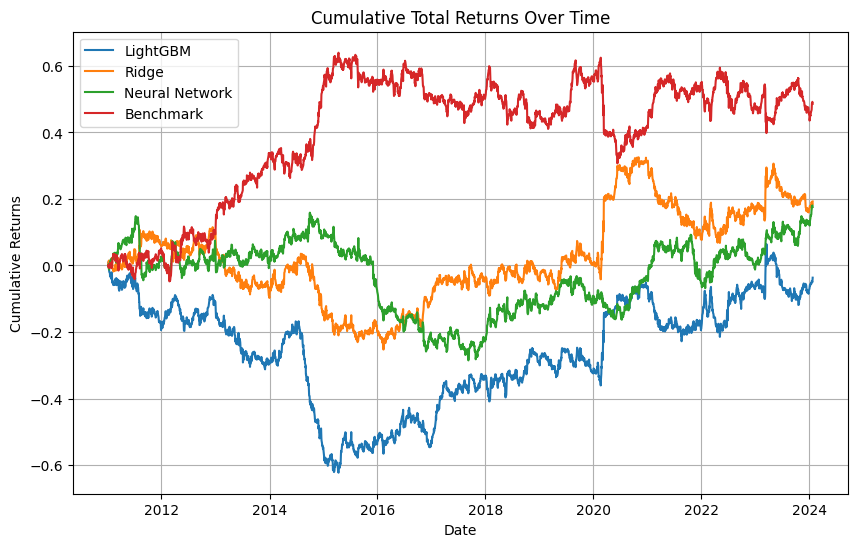 Cumulative Total Returns Over Time
LightGBM
Ridge
Neural Network
Benchmark
Cumulative Returns
0.6
0.4
0.2
0.0
−0.2
−0.4
−0.6
2012 2014 2016 2018 2020 2022 2024
Date